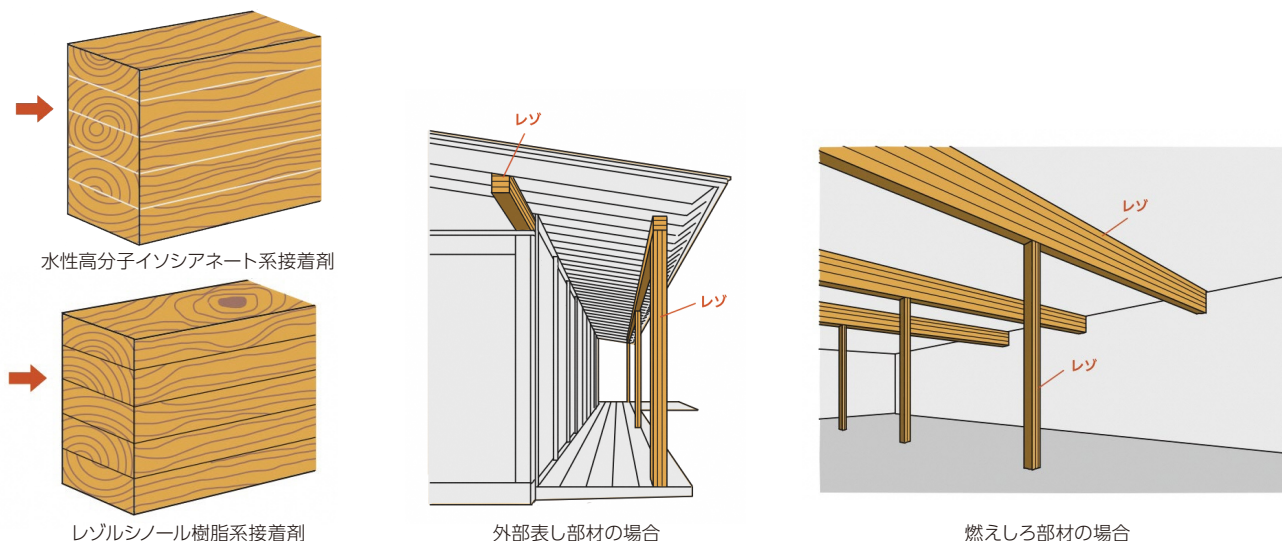 水性高分子イソシアネート系接着剤
レゾルシノール樹脂系接着剤
レゾ
レゾ
外部表し部材の場合
レゾ
レゾ
燃えしろ部材の場合